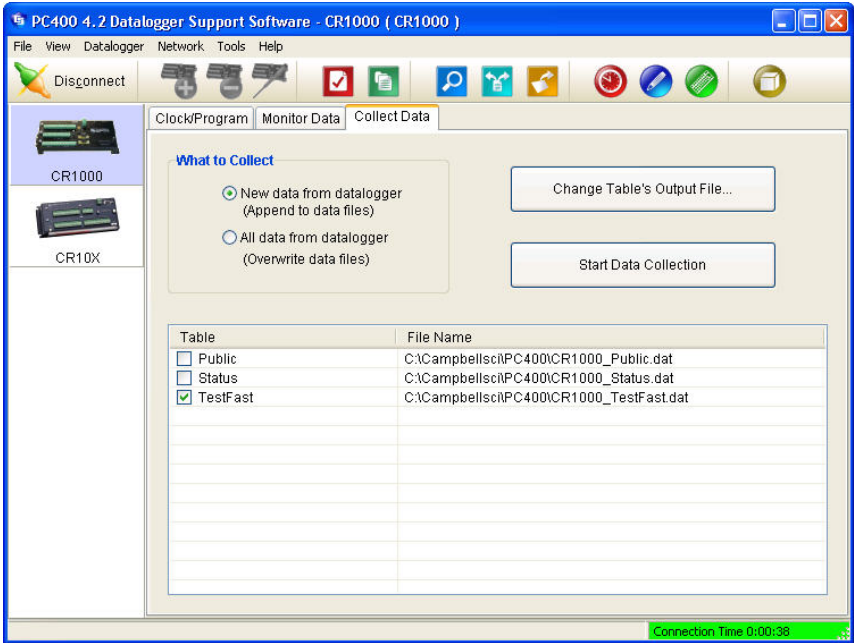 PC400 4.2 Datalogger Support Software - CR1000 ( CR1000 )
File View Datalogger Network Tools Help
Disconnect
Clock/Program Monitor Data Collect Data
CR1000
CR10X
What to Collect
New data from datalogger
(Append to data files)
All data from datalogger
(Overwrite data files)
Change Table's Output File...
Start Data Collection
Table File Name
Public C:\Campbellsci\PC400\CR1000_Public.dat
Status C:\Campbellsci\PC400\CR1000_Status.dat
TestFast C:\Campbellsci\PC400\CR1000_TestFast.dat
Connection Time 0:00:38